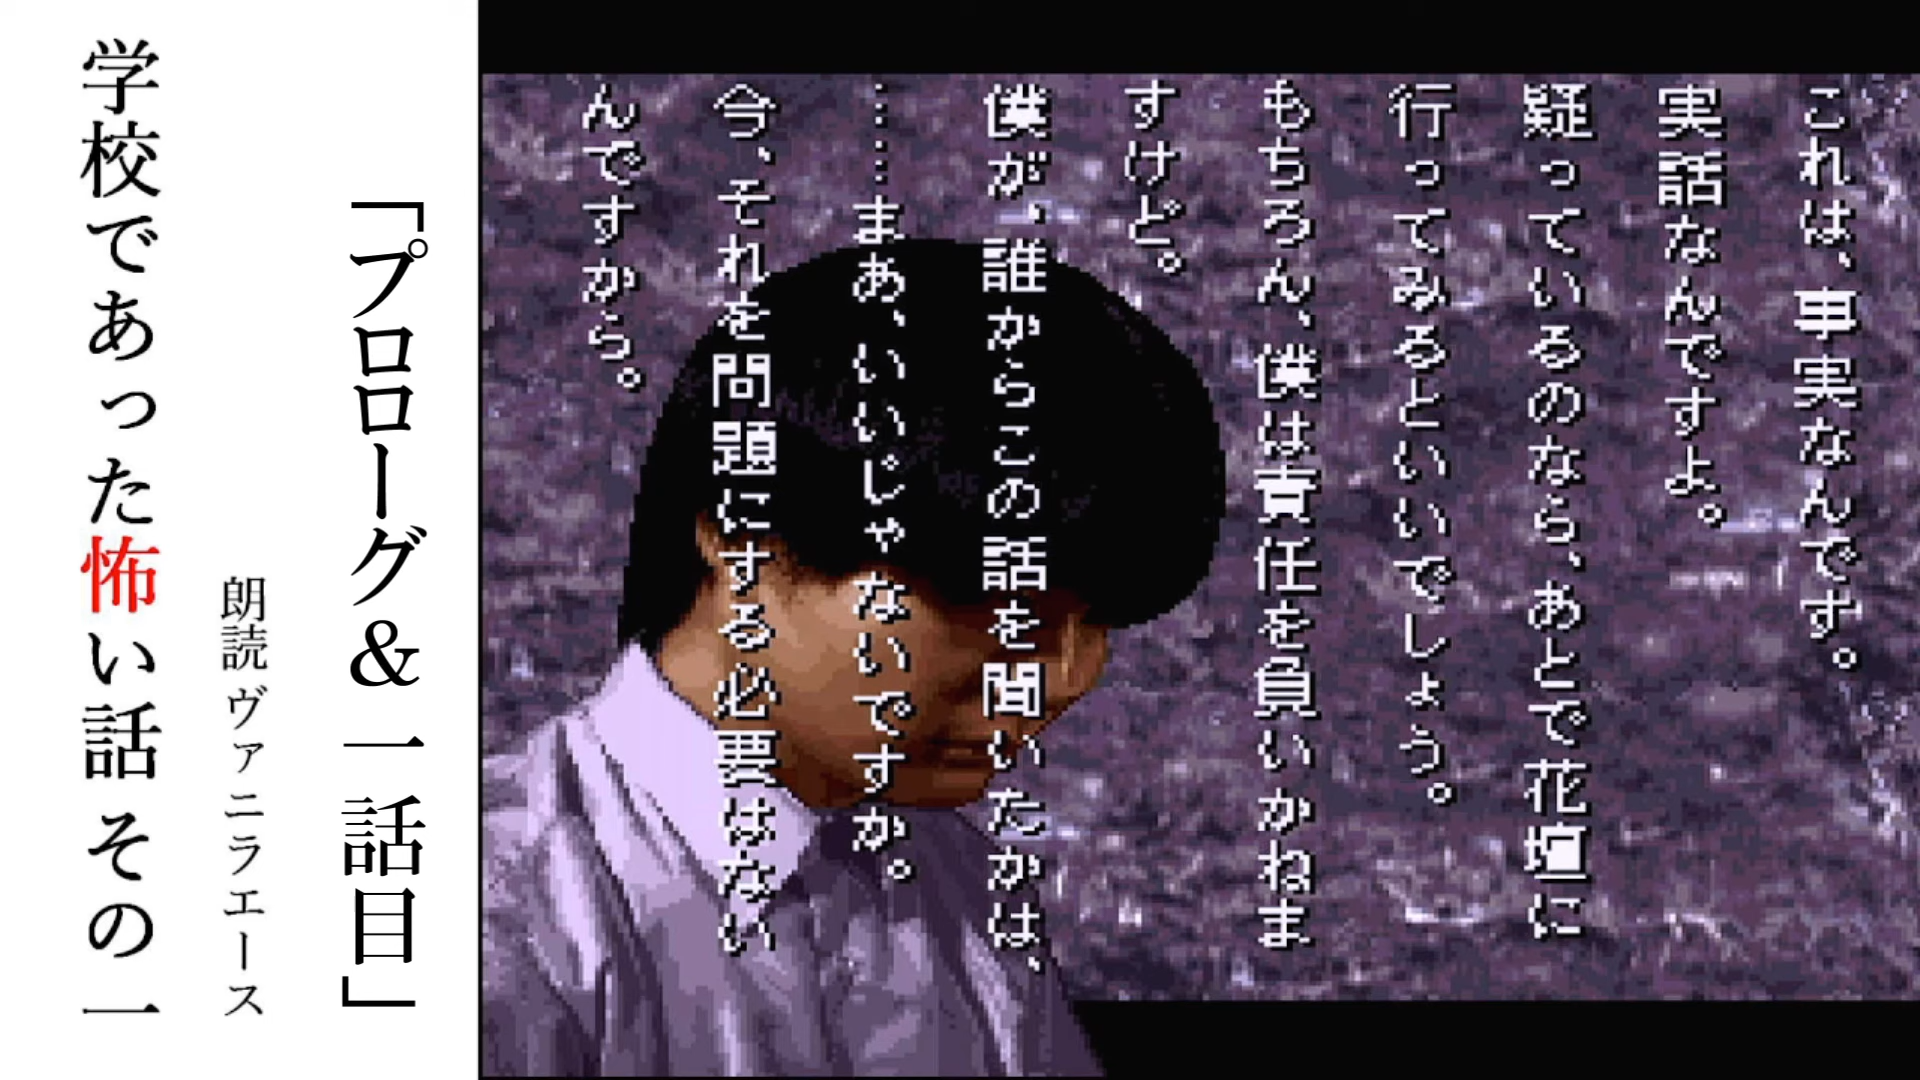 これは、事実なんです。
実話なんですよ。
疑っているのなら、あとで花壇に
行ってみるといいでしょう。
もちろん、僕は責任を負いかねま
すけど。
僕が、誰からこの話を聞いたかは、
……まあ、いいじゃないですか。
今、それを問題にする必要はない
んですから。
「プロローグ&一話目」
朗読 ヴァニラエース
学校であった怖い話 その一